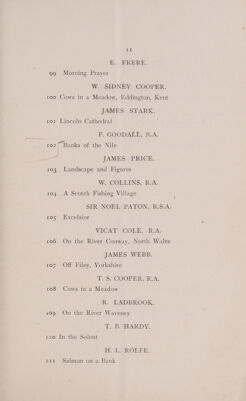 11
E. FRERE.
99 Morning Prayer
W. SIDNEY COOPER.
100 Cows in a Meadow, Eddington, Kent
JAMES STARK.
101 Lincoln Cathedral
F. GOODALL, R.A.
102 Banks of the Nile
JAMES PRICE.
103 Landscape and Figures
W. COLLINS, R.A.
104 A Scotch Fishing Village
SIR NOEL PATON, R.S.A.
105 Excelsior
VICAT COLE, R.A.
106 On the River Conway, North Wales
JAMES WEBB.
107 Off Filey, Yorkshire
T. S. COOPER, R.A.
108 Cows in a Meadow
R. LADBROOK.
109 On the River Waveney
T. B. HARDY.
110 In the Solent
H. L. ROLFE.
111 Salmon on a Bank